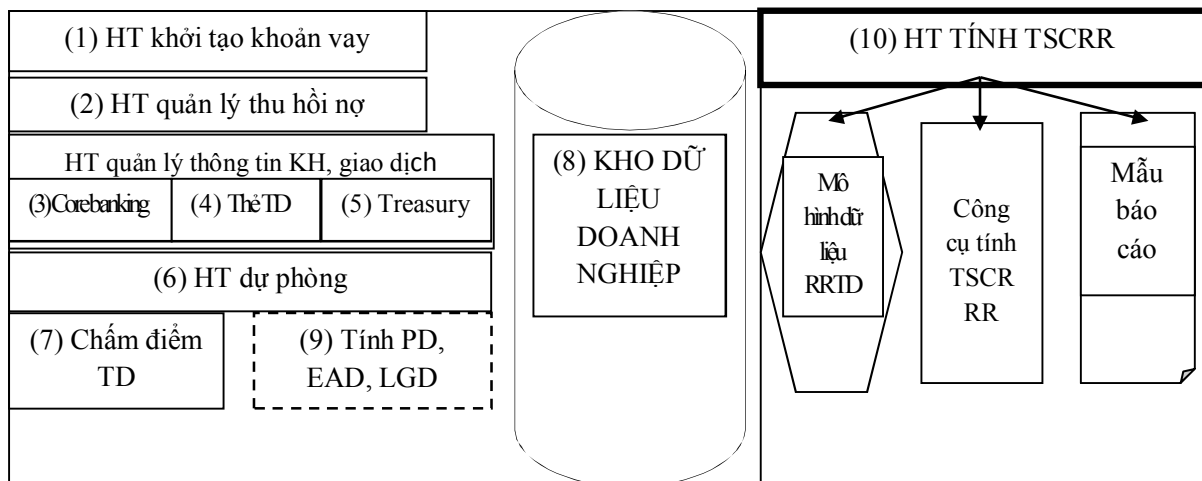 (1) HT khởi tạo khoản vay
(2) HT quản lý thu hồi nợ
HT quản lý thông tin KH, giao dịch
(3)Corebanking
(4) Thẻ TD
(5) Treasury
(6) HT dự phòng
(7) Chấm điểm
TD
(9) Tính PD,
EAD, LGD
(8) KHO DỮ
LIỆU
DOANH
NGHIỆP
(10) HT TÍNH TSCRR
Mô
hình dữ
liệu
RRTD
Công
cụ tính
TSCR
RR
Mẫu
báo
cáo